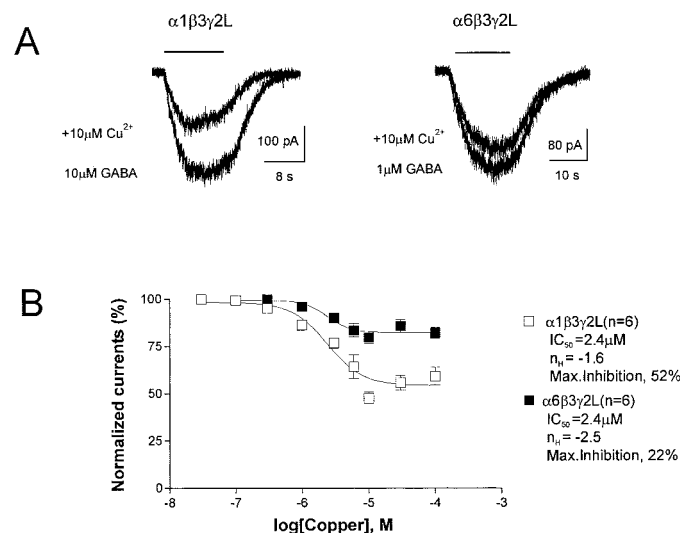 A
α1β3γ2L
α6β3γ2L
+10μM Cu²⁺
10μM GABA
100 pA
8 s
+10μM Cu²⁺
1μM GABA
80 pA
10 s
B
Normalized currents (%)
100
75
50
25
0
-8
-7
-6
-5
-4
-3
log[Copper], M
α1β3γ2L(n=6)
IC₅₀=2.4μM
n_H = -1.6
Max.Inhibition, 52%
α6β3γ2L(n=6)
IC₅₀=2.4μM
n_H = -2.5
Max.Inhibition, 22%